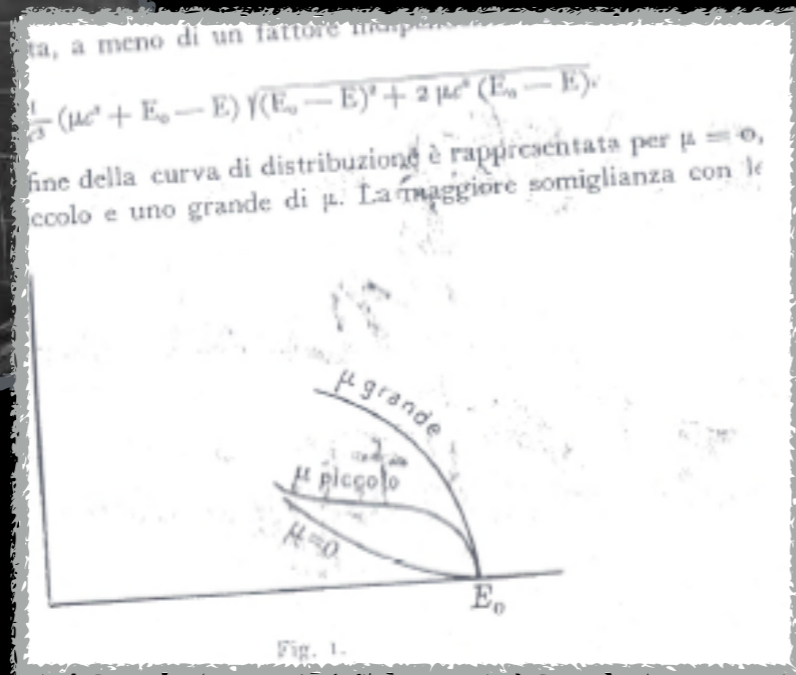 ta, a meno di un fattore
(μc² + E₀ — E) √(E₀ — E)² + 2 μc² (E₀ — E).
fine della curva di distribuzione è rappresentata per μ = 0,
ccolo e uno grande di μ. La maggiore somiglianza con le
μ grande
μ piccolo
μ=0
E₀
Fig. 1.